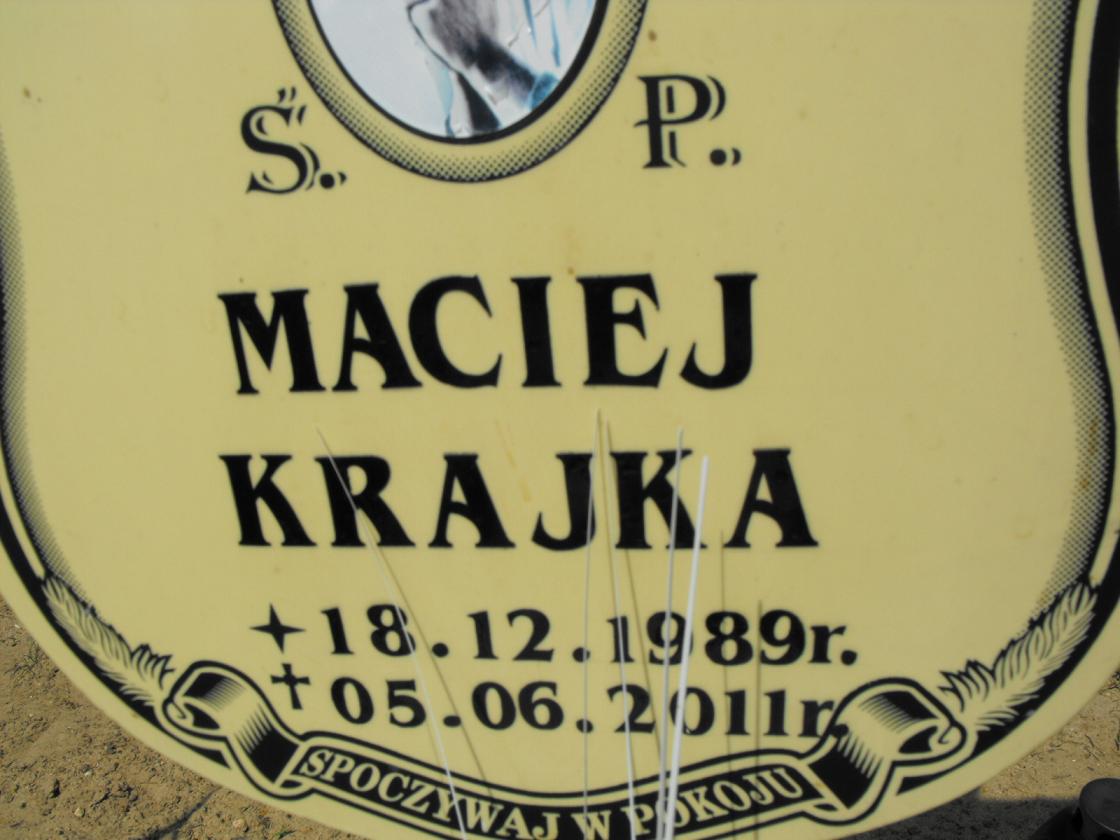 Ś. P.
MACIEJ
KRAJKA
18.12.1989r.
05.06.2011r.
SPOCZYWAJ W POKOJU